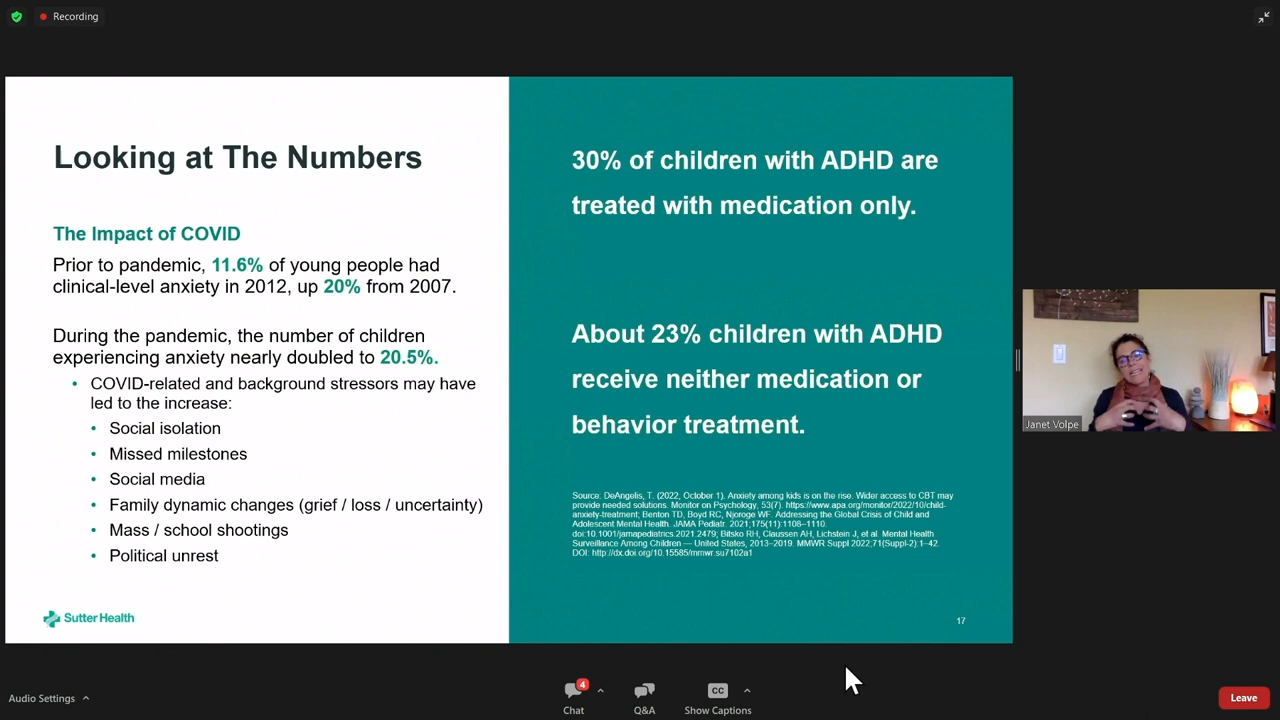 Recording
Looking at The Numbers
The Impact of COVID
Prior to pandemic, 11.6% of young people had
clinical-level anxiety in 2012, up 20% from 2007.
During the pandemic, the number of children
experiencing anxiety nearly doubled to 20.5%.
• COVID-related and background stressors may have
led to the increase:
• Social isolation
• Missed milestones
• Social media
• Family dynamic changes (grief / loss / uncertainty)
• Mass / school shootings
• Political unrest
Sutter Health
30% of children with ADHD are
treated with medication only.
About 23% children with ADHD
receive neither medication or
behavior treatment.
Source: DeAngelis, T. (2022, October 1). Anxiety among kids is on the rise. Wider access to CBT may
provide needed solutions. Monitor on Psychology, 53(7). https://www.apa.org/monitor/2022/10/child-
anxiety-treatment; Benton TD, Boyd RC, Njoroge WF. Addressing the Global Crisis of Child and
Adolescent Mental Health. JAMA Pediatr. 2021;175(11):1108–1110.
doi:10.1001/jamapediatrics.2021.2479; Bitsko RH, Claussen AH, Lichstein J, et al. Mental Health
Surveillance Among Children — United States, 2013–2019. MMWR Suppl 2022;71(Suppl-2):1–42.
DOI: http://dx.doi.org/10.15585/mmwr.su7102a1
17
Janet Volpe
Audio Settings
4
Chat
Q&A
CC
Show Captions
Leave